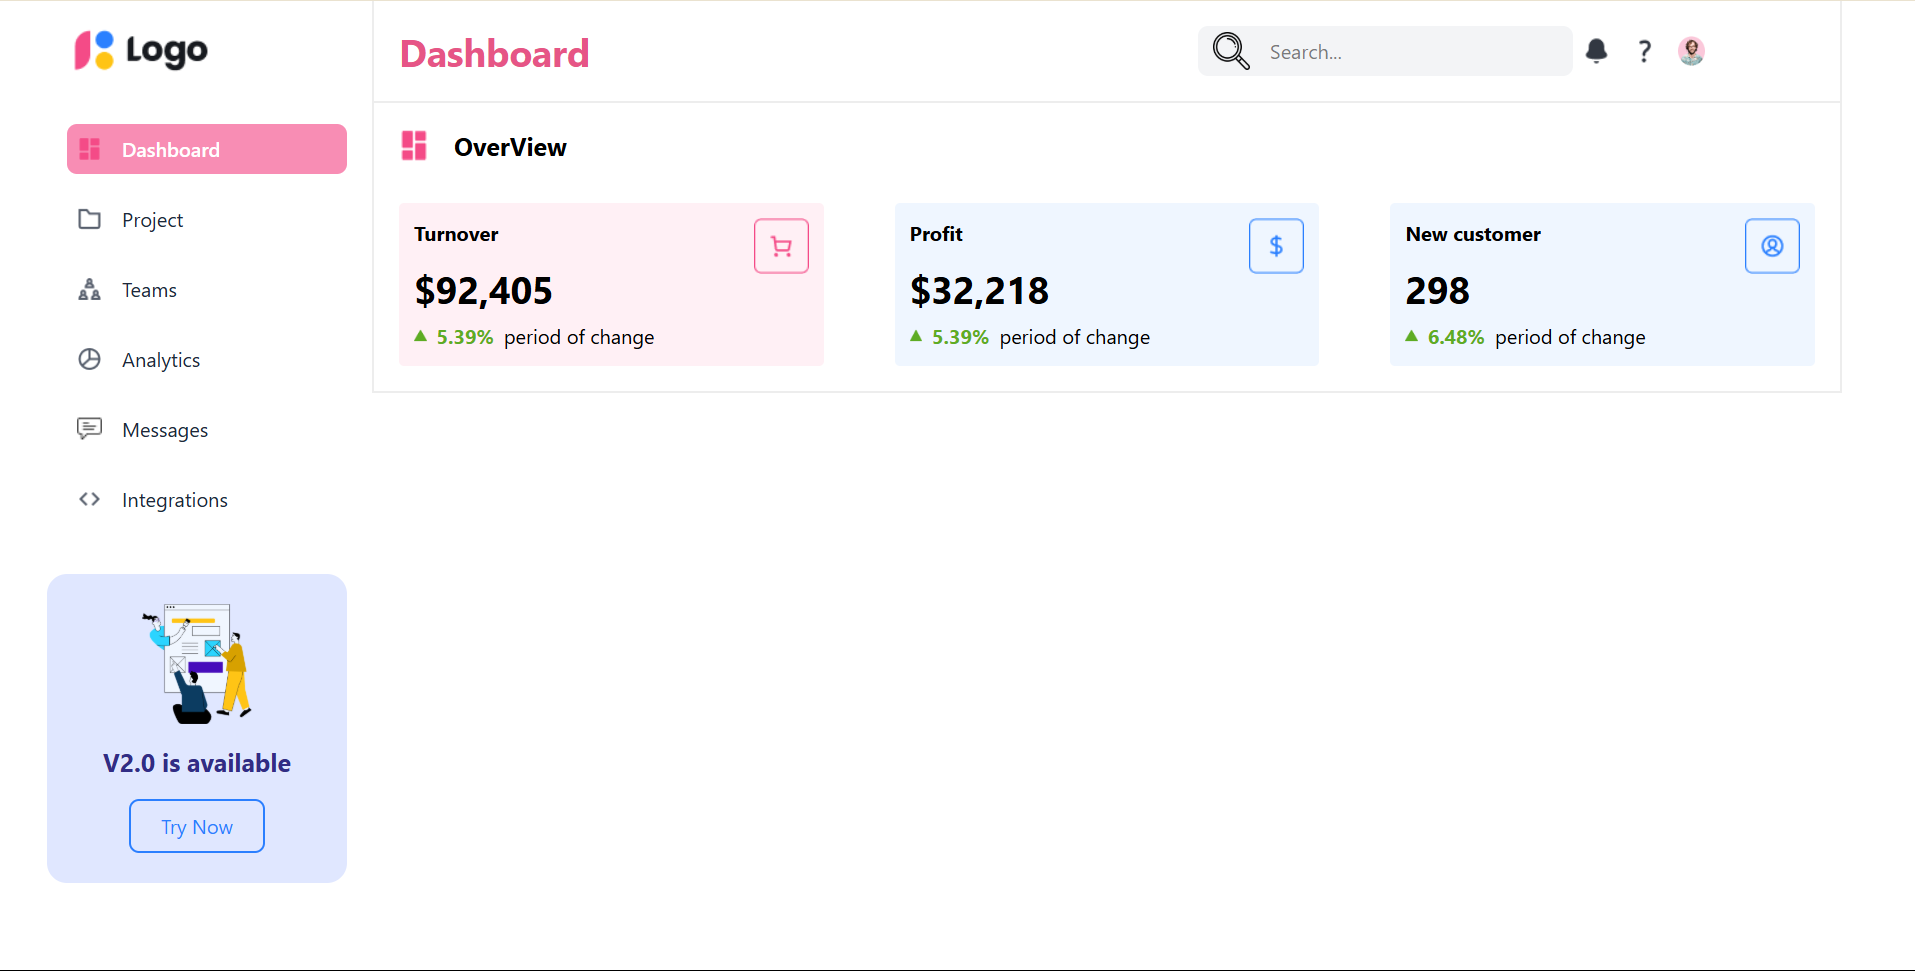 Logo
Dashboard
Project
Teams
Analytics
Messages
Integrations
V2.0 is available
Try Now
Dashboard
Search...
?
OverView
Turnover
$92,405
5.39% period of change
Profit
$
$32,218
5.39% period of change
New customer
298
6.48% period of change